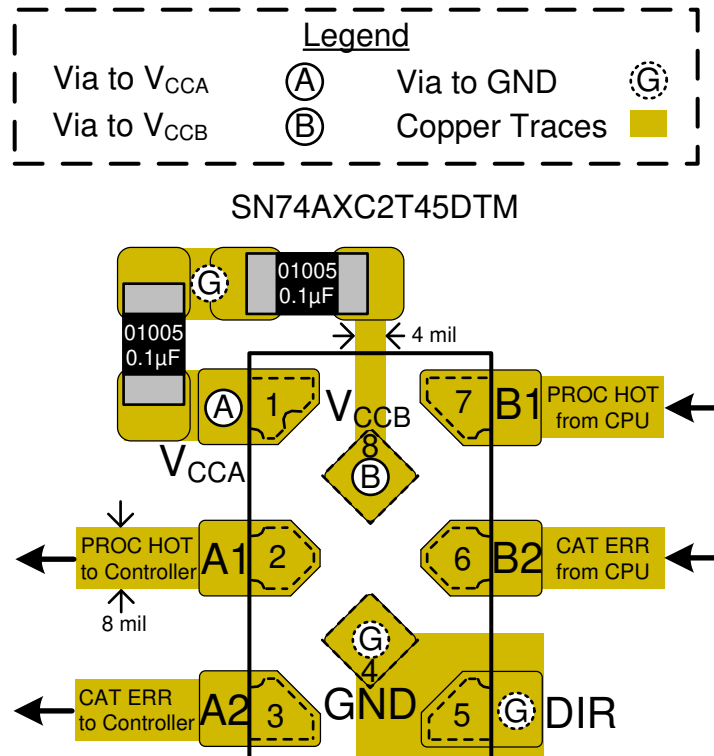 Legend
Via to VCCA A Via to GND G
Via to VCCB B Copper Traces
SN74AXC2T45DTM
G 01005
0.1µF
01005
0.1µF
4 mil
A 1 VCCB 7 B1 PROC HOT
from CPU
VCCA
8
B
PROC HOT
to Controller A1 2
6 B2 CAT ERR
from CPU
8 mil
G
4
CAT ERR
to Controller A2 3 GND 5 G DIR